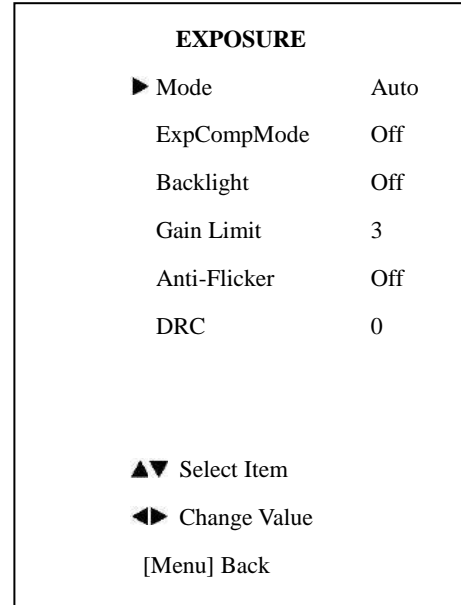 EXPOSURE
▶ Mode Auto
ExpCompMode Off
Backlight Off
Gain Limit 3
Anti-Flicker Off
DRC 0
▲▼ Select Item
◀▶ Change Value
[Menu] Back